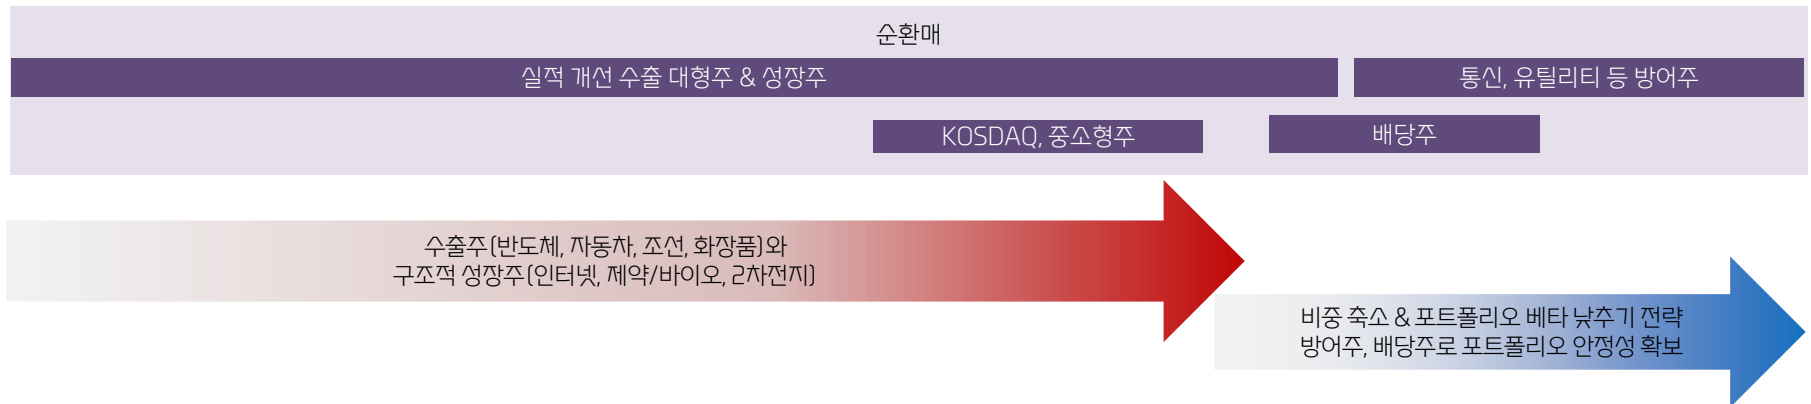 순환매
실적 개선 수출 대형주 & 성장주
통신, 유틸리티 등 방어주
KOSDAQ, 중소형주
배당주
수출주(반도체, 자동차, 조선, 화장품)와
구조적 성장주(인터넷, 제약/바이오, 2차전지)
비중 축소 & 포트폴리오 베타 낮추기 전략
방어주, 배당주로 포트폴리오 안정성 확보